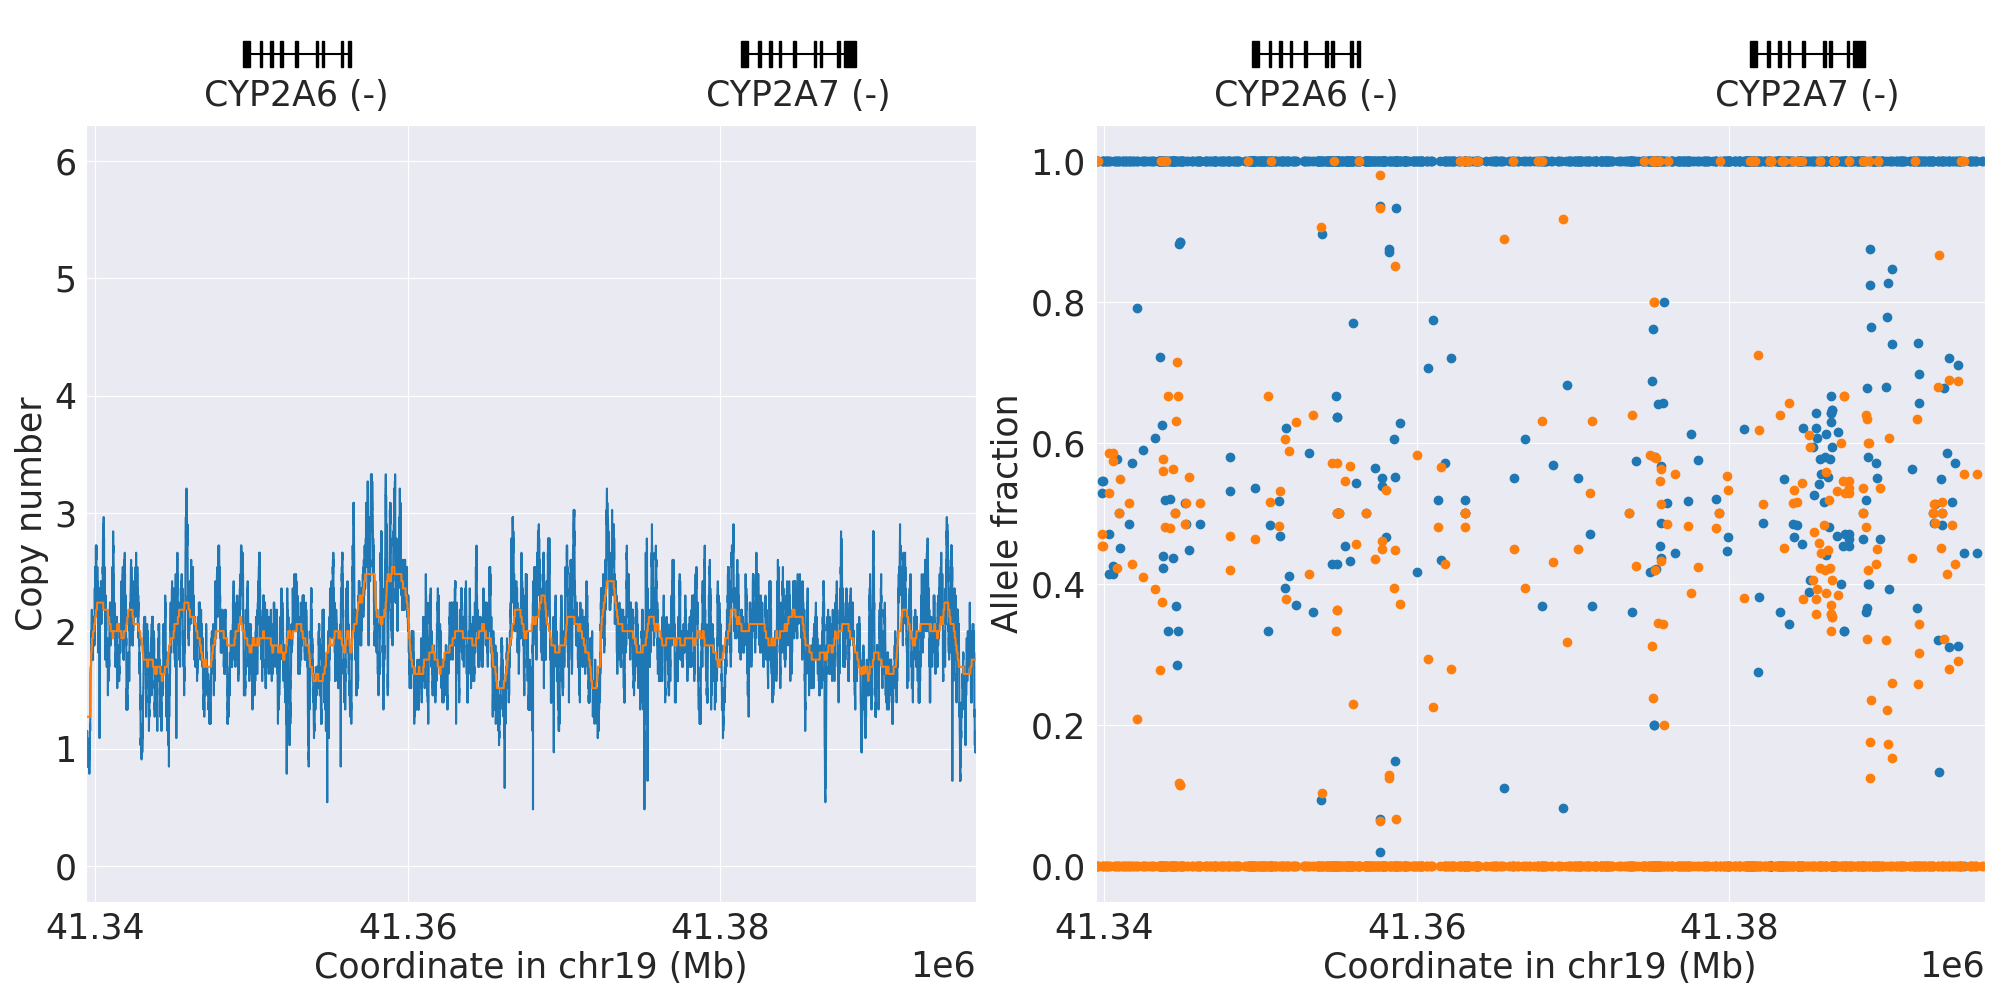 CYP2A6 (-)
CYP2A7 (-)
6
5
4
3
2
1
0
Copy number
41.34
41.36
41.38
Coordinate in chr19 (Mb)
1e6
CYP2A6 (-)
CYP2A7 (-)
1.0
0.8
0.6
0.4
0.2
0.0
Allele fraction
41.34
41.36
41.38
Coordinate in chr19 (Mb)
1e6